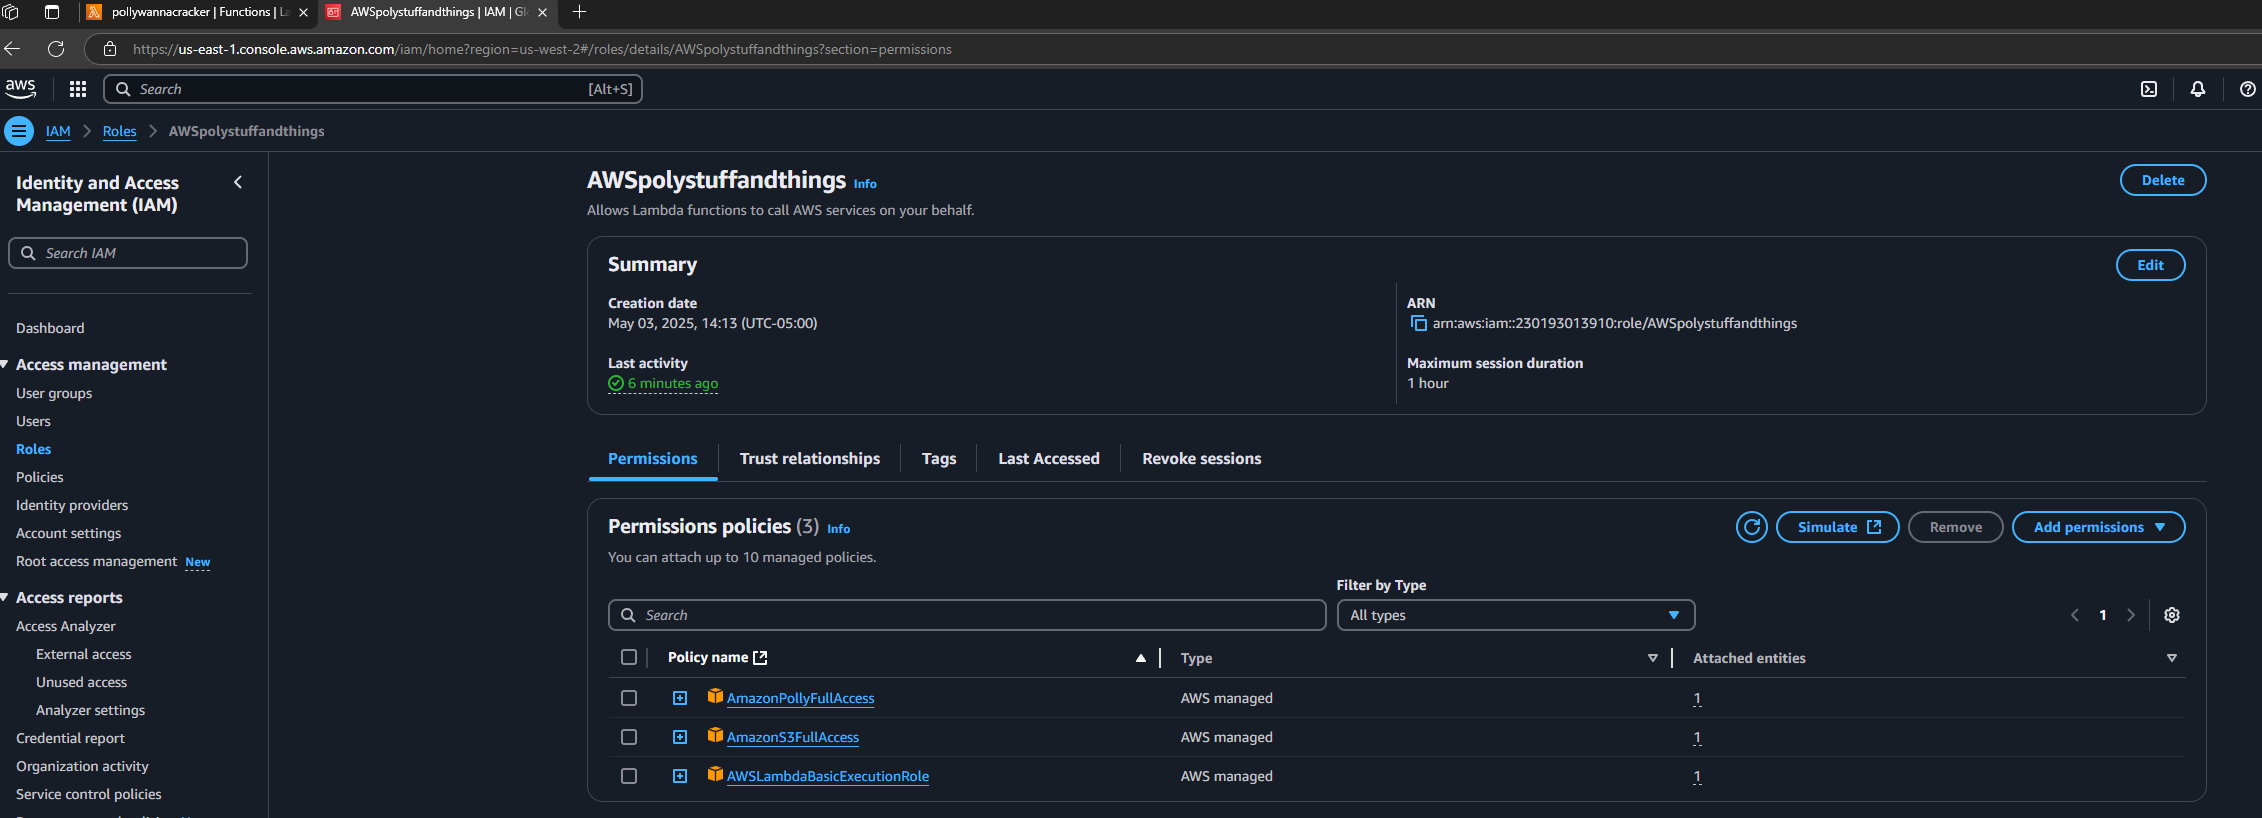 pollywannacracker | Functions | La
AWSpolystuffandthings | IAM | Glo
https://us-east-1.console.aws.amazon.com/iam/home?region=us-west-2#/roles/details/AWSpolystuffandthings?section=permissions
aws
Search
[Alt+S]
IAM > Roles > AWSpolystuffandthings
Identity and Access
Management (IAM)
Search IAM
Dashboard
Access management
User groups
Users
Roles
Policies
Identity providers
Account settings
Root access management New
Access reports
Access Analyzer
External access
Unused access
Analyzer settings
Credential report
Organization activity
Service control policies
AWSpolystuffandthings Info
Delete
Allows Lambda functions to call AWS services on your behalf.
Summary
Edit
Creation date
May 03, 2025, 14:13 (UTC-05:00)
ARN
arn:aws:iam::230193013910:role/AWSpolystuffandthings
Last activity
6 minutes ago
Maximum session duration
1 hour
Permissions
Trust relationships
Tags
Last Accessed
Revoke sessions
Permissions policies (3) Info
Simulate
Remove
Add permissions
You can attach up to 10 managed policies.
Filter by Type
Search
All types
1
Policy name
Type
Attached entities
AmazonPollyFullAccess
AWS managed
1
AmazonS3FullAccess
AWS managed
1
AWSLambdaBasicExecutionRole
AWS managed
1